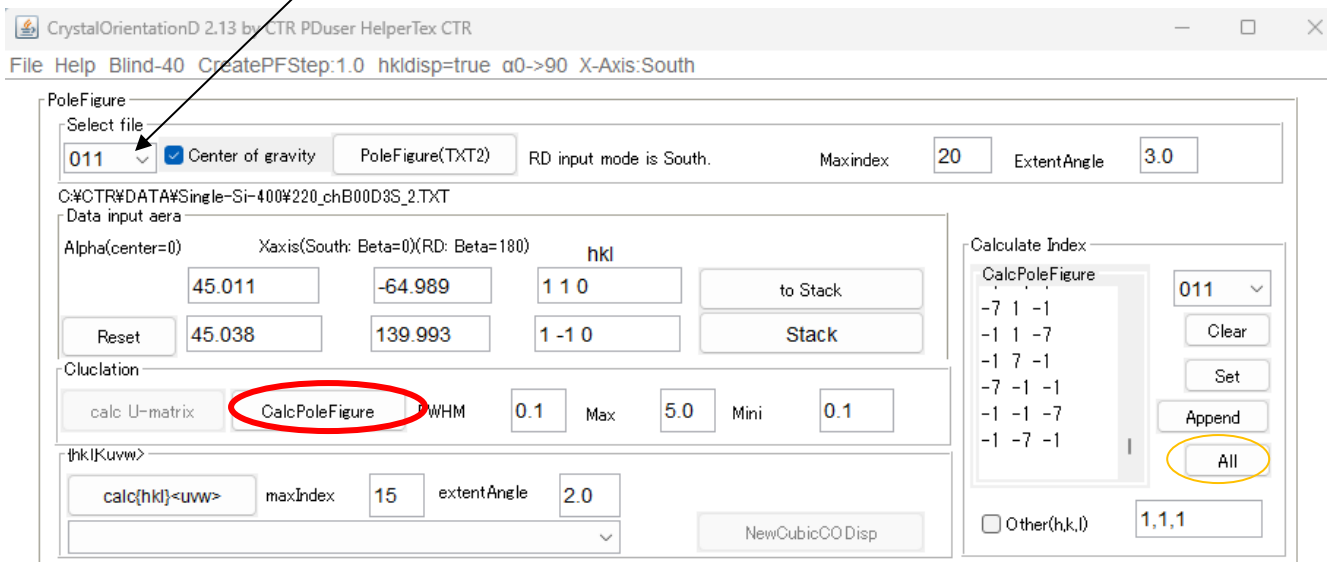 CrystalOrientationD 2.13 by CTR PDuser HelperTex CTR
File Help Blind-40 CreatePFStep:1.0 hkldisp=true α0->90 X-Axis:South
PoleFigure
Select file
011 Center of gravity PoleFigure(TXT2) RD input mode is South. Maxindex 20 ExtentAngle 3.0
C:¥CTR¥DATA¥Single-Si-400¥220_chB00D3S_2.TXT
Data input aera
Alpha(center=0) Xaxis(South: Beta=0)(RD: Beta=180) hkl
45.011 -64.989 1 1 0 to Stack
Reset 45.038 139.993 1 -1 0 Stack
Cluclation
calc U-matrix CalcPoleFigure FWHM 0.1 Max 5.0 Mini 0.1
{hkl}<uvw>
calc{hkl}<uvw> maxIndex 15 extentAngle 2.0
NewCubicCODisp
Calculate Index
CalcPoleFigure
-7 1 -1
-1 1 -7
-1 7 -1
-7 -1 -1
-1 -1 -7
-1 -7 -1
011
Clear
Set
Append
All
Other(h,k,l) 1,1,1